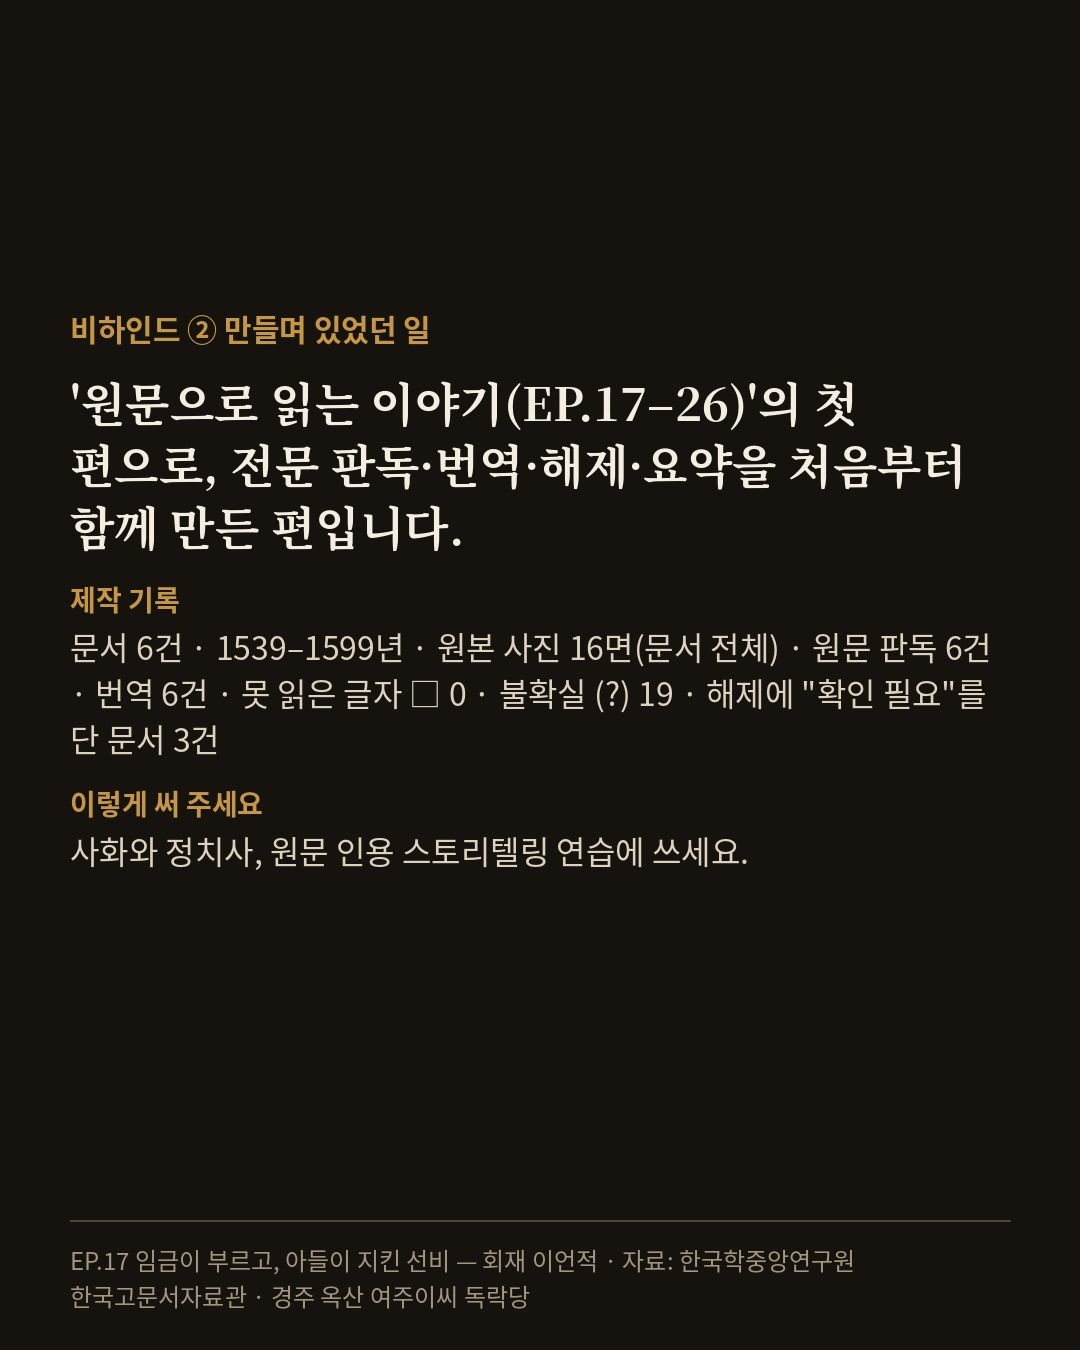 비하인드 ② 만들며 있었던 일
'원문으로 읽는 이야기(EP.17–26)'의 첫
편으로, 전문 판독·번역·해제·요약을 처음부터
함께 만든 편입니다.
제작 기록
문서 6건 · 1539–1599년 · 원본 사진 16면(문서 전체) · 원문 판독 6건
· 번역 6건 · 못 읽은 글자 □ 0 · 불확실 (?) 19 · 해제에 "확인 필요"를
단 문서 3건
이렇게 써 주세요
사화와 정치사, 원문 인용 스토리텔링 연습에 쓰세요.
EP.17 임금이 부르고, 아들이 지킨 선비 — 회재 이언적 · 자료: 한국학중앙연구원
한국고문서자료관 · 경주 옥산 여주이씨 독락당